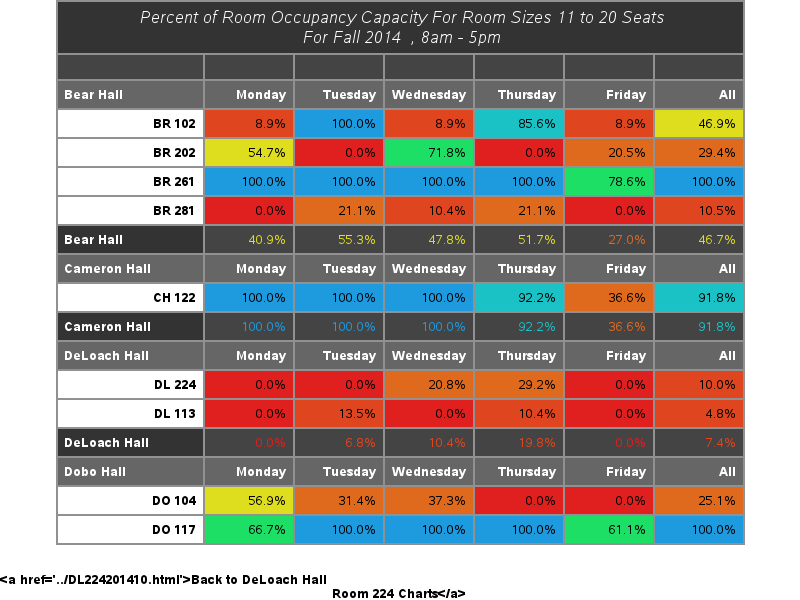 Percent of Room Occupancy Capacity For Room Sizes 11 to 20 Seats
For Fall 2014 , 8am - 5pm
Bear Hall Monday Tuesday Wednesday Thursday Friday All
BR 102 8.9% 100.0% 8.9% 85.6% 8.9% 46.9%
BR 202 54.7% 0.0% 71.8% 0.0% 20.5% 29.4%
BR 261 100.0% 100.0% 100.0% 100.0% 78.6% 100.0%
BR 281 0.0% 21.1% 10.4% 21.1% 0.0% 10.5%
Bear Hall 40.9% 55.3% 47.8% 51.7% 27.0% 46.7%
Cameron Hall Monday Tuesday Wednesday Thursday Friday All
CH 122 100.0% 100.0% 100.0% 92.2% 36.6% 91.8%
Cameron Hall 100.0% 100.0% 100.0% 92.2% 36.6% 91.8%
DeLoach Hall Monday Tuesday Wednesday Thursday Friday All
DL 224 0.0% 0.0% 20.8% 29.2% 0.0% 10.0%
DL 113 0.0% 13.5% 0.0% 10.4% 0.0% 4.8%
DeLoach Hall 0.0% 6.8% 10.4% 19.8% 0.0% 7.4%
Dobo Hall Monday Tuesday Wednesday Thursday Friday All
DO 104 56.9% 31.4% 37.3% 0.0% 0.0% 25.1%
DO 117 66.7% 100.0% 100.0% 100.0% 61.1% 100.0%
<a href='../DL224201410.html'>Back to DeLoach Hall
Room 224 Charts</a>